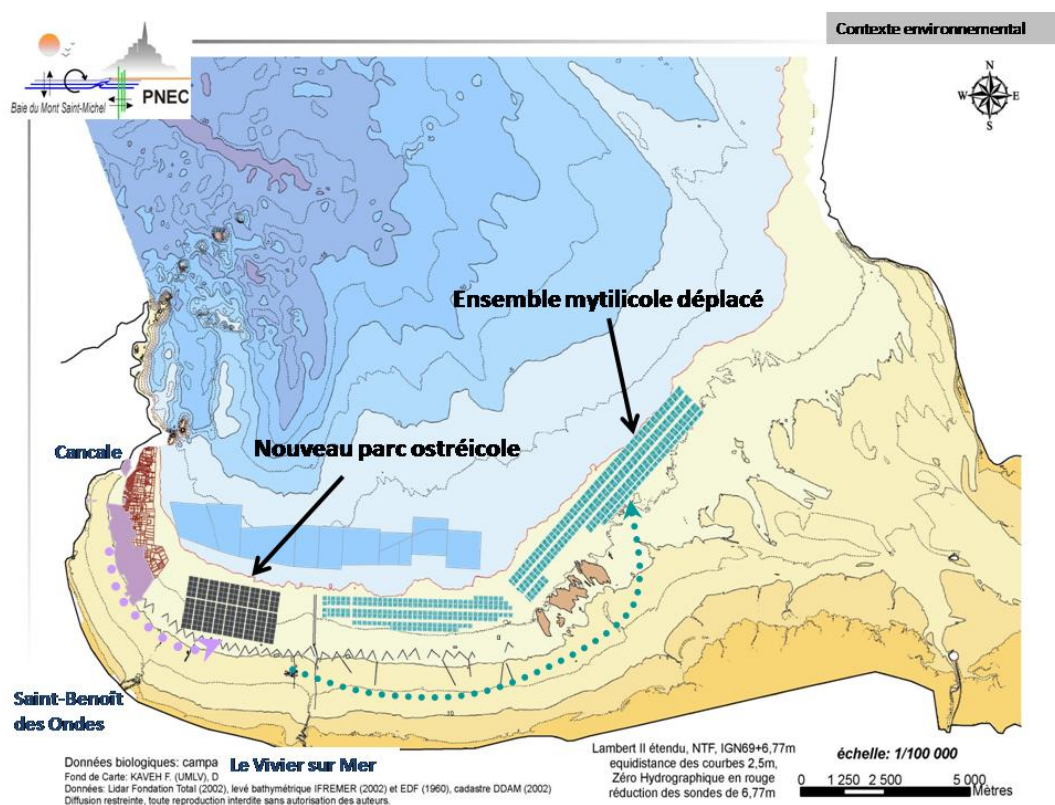 Contexte environnemental
PNEC
Baie du Mont Saint-Michel
N
W E
S
Ensemble mytilicole déplacé
Nouveau parc ostréicole
Cancale
Saint-Benoît
des Ondes
10
Le Vivier sur Mer
Données biologiques: campa
Fond de Carte: KAVEH F. (UMLV), D
Données: Lidar Fondation Total (2002), levé bathymétrique IFREMER (2002) et EDF (1960), cadastre DDAM (2002)
Diffusion restreinte, toute reproduction interdite sans autorisation des auteurs.
Lambert II étendu, NTF, IGN69+6,77m
equidistance des courbes 2,5m,
Zéro Hydrographique en rouge
réduction des sondes de 6,77m
échelle: 1/100 000
0 1 250 2 500 5 000
Mètres